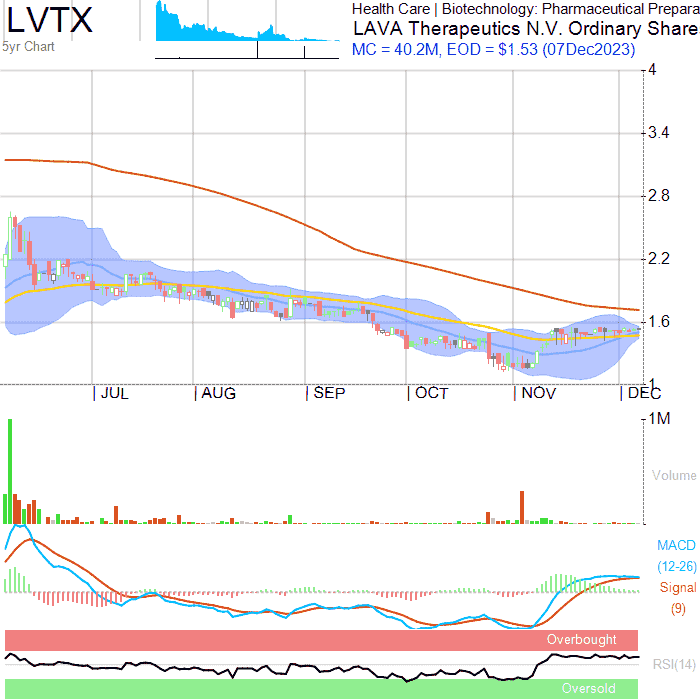 LVTX
5yr Chart
Health Care | Biotechnology: Pharmaceutical Prepara
LAVA Therapeutics N.V. Ordinary Share
MC = 40.2M, EOD = $1.53 (07Dec2023)
4
3.4
2.8
2.2
1.6
1
JUL AUG SEP OCT NOV DEC
1M
Volume
MACD
(12-26)
Signal
(9)
Overbought
RSI(14)
Oversold